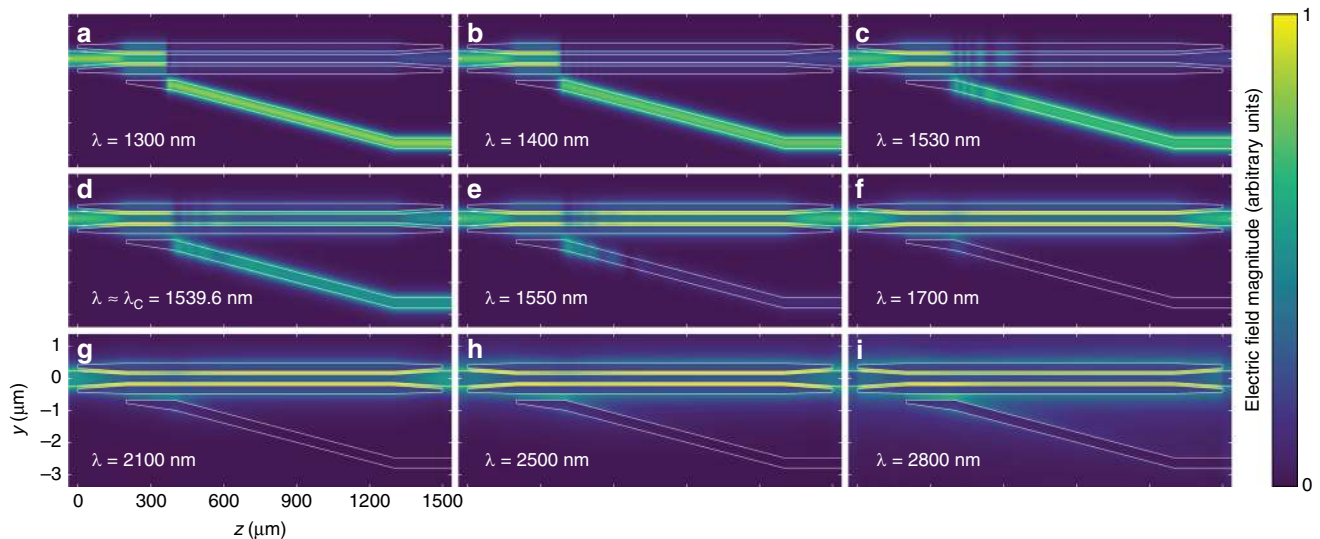 a
b
c
λ = 1300 nm
λ = 1400 nm
λ = 1530 nm
d
e
f
λ ≈ λC = 1539.6 nm
λ = 1550 nm
λ = 1700 nm
g
h
i
λ = 2100 nm
λ = 2500 nm
λ = 2800 nm
1
0
–1
–2
–3
y (μm)
0 300 600 900 1200 1500
z (μm)
1
0
Electric field magnitude (arbitrary units)